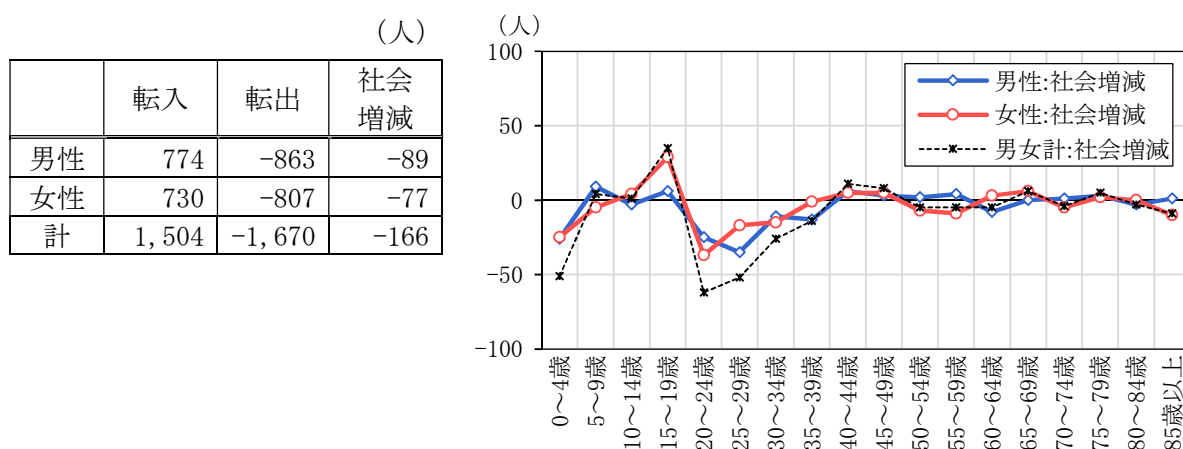 (人)
転入 転出 社会増減
男性 774 -863 -89
女性 730 -807 -77
計 1,504 -1,670 -166
(人)
100
50
0
-50
-100
男性:社会増減
女性:社会増減
男女計:社会増減
0~4歳
5~9歳
10~14歳
15~19歳
20~24歳
25~29歳
30~34歳
35~39歳
40~44歳
45~49歳
50~54歳
55~59歳
60~64歳
65~69歳
70~74歳
75~79歳
80~84歳
85歳以上